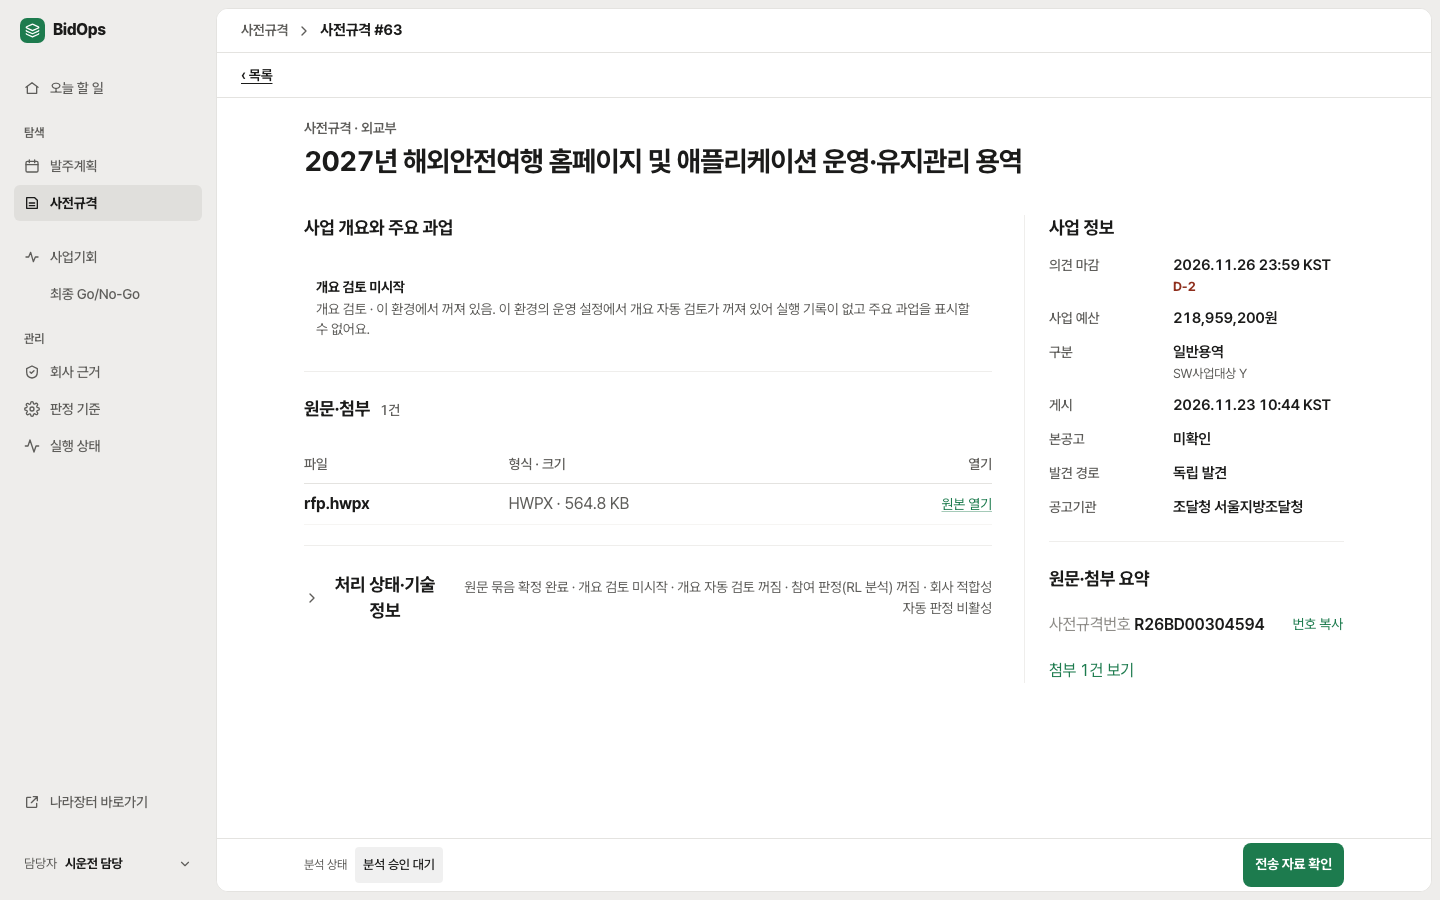 BidOps
오늘 할 일
탐색
발주계획
사전규격
사업기회
최종 Go/No-Go
관리
회사 근거
판정 기준
실행 상태
나라장터 바로가기
담당자 시운전 담당
사전규격 > 사전규격 #63
‹ 목록
사전규격 · 외교부
2027년 해외안전여행 홈페이지 및 애플리케이션 운영·유지관리 용역
사업 개요와 주요 과업
개요 검토 미시작
개요 검토 · 이 환경에서 꺼져 있음. 이 환경의 운영 설정에서 개요 자동 검토가 꺼져 있어 실행 기록이 없고 주요 과업을 표시할
수 없어요.
원문·첨부 1건
파일 형식 · 크기 열기
rfp.hwpx HWPX · 564.8 KB 원본 열기
처리 상태·기술
정보
원문 묶음 확정 완료 · 개요 검토 미시작 · 개요 자동 검토 꺼짐 · 참여 판정(RL 분석) 꺼짐 · 회사 적합성
자동 판정 비활성
사업 정보
의견 마감 2026.11.26 23:59 KST
D-2
사업 예산 218,959,200원
구분 일반용역
SW사업대상 Y
게시 2026.11.23 10:44 KST
본공고 미확인
발견 경로 독립 발견
공고기관 조달청 서울지방조달청
원문·첨부 요약
사전규격번호 R26BD00304594 번호 복사
첨부 1건 보기
분석 상태 분석 승인 대기
전송 자료 확인